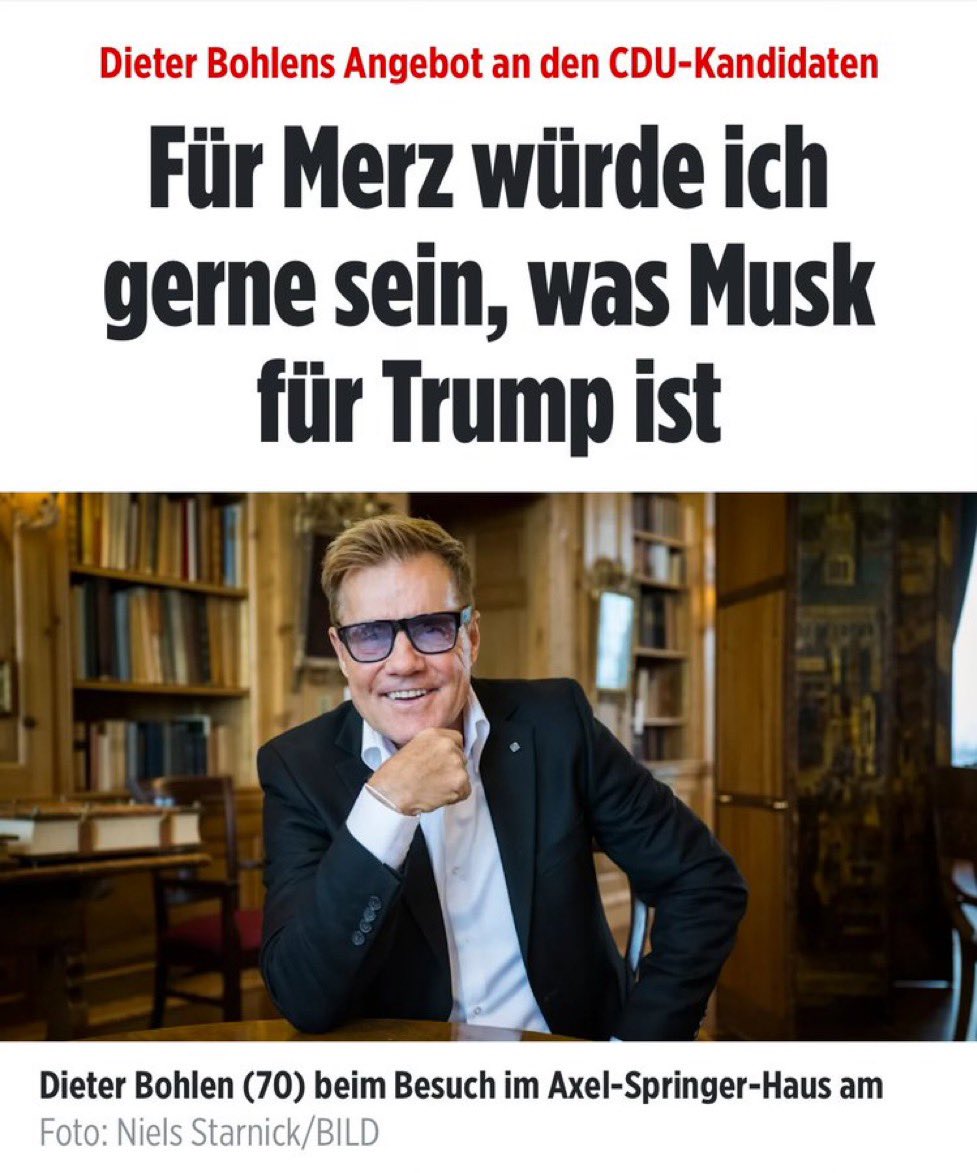 Dieter Bohlens Angebot an den CDU-Kandidaten
Für Merz würde ich
gerne sein, was Musk
für Trump ist
Dieter Bohlen (70) beim Besuch im Axel-Springer-Haus am
Foto: Niels Starnick/BILD